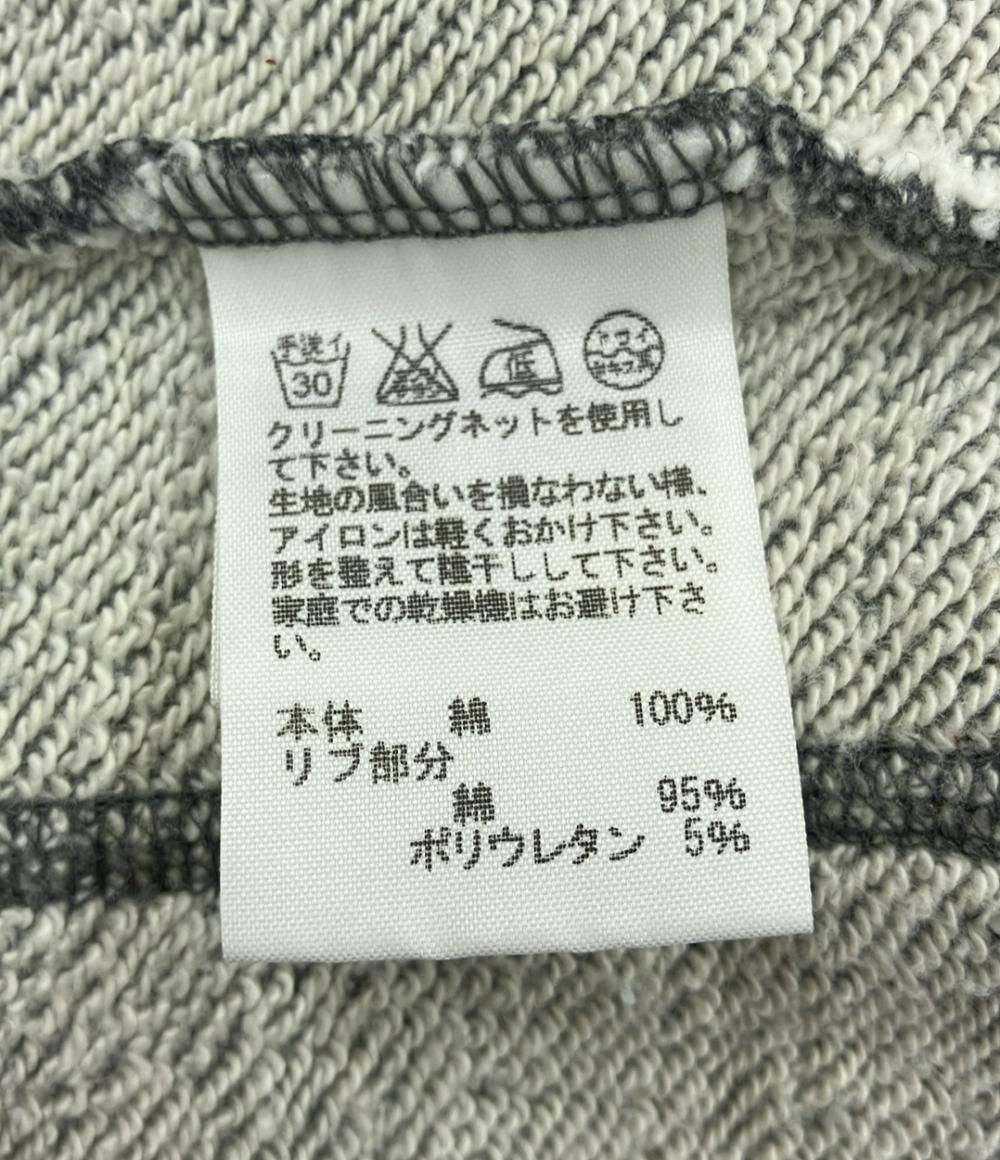 手洗イ
30
低
ドライ
クリーニングネットを使用し
て下さい。
生地の風合いを損なわない様、
アイロンは軽くおかけ下さい。
形を整えて陰干しして下さい。
家庭での乾燥機はお避け下さ
い。
本体 綿 100%
リブ部分
綿 95%
ポリウレタン 5%